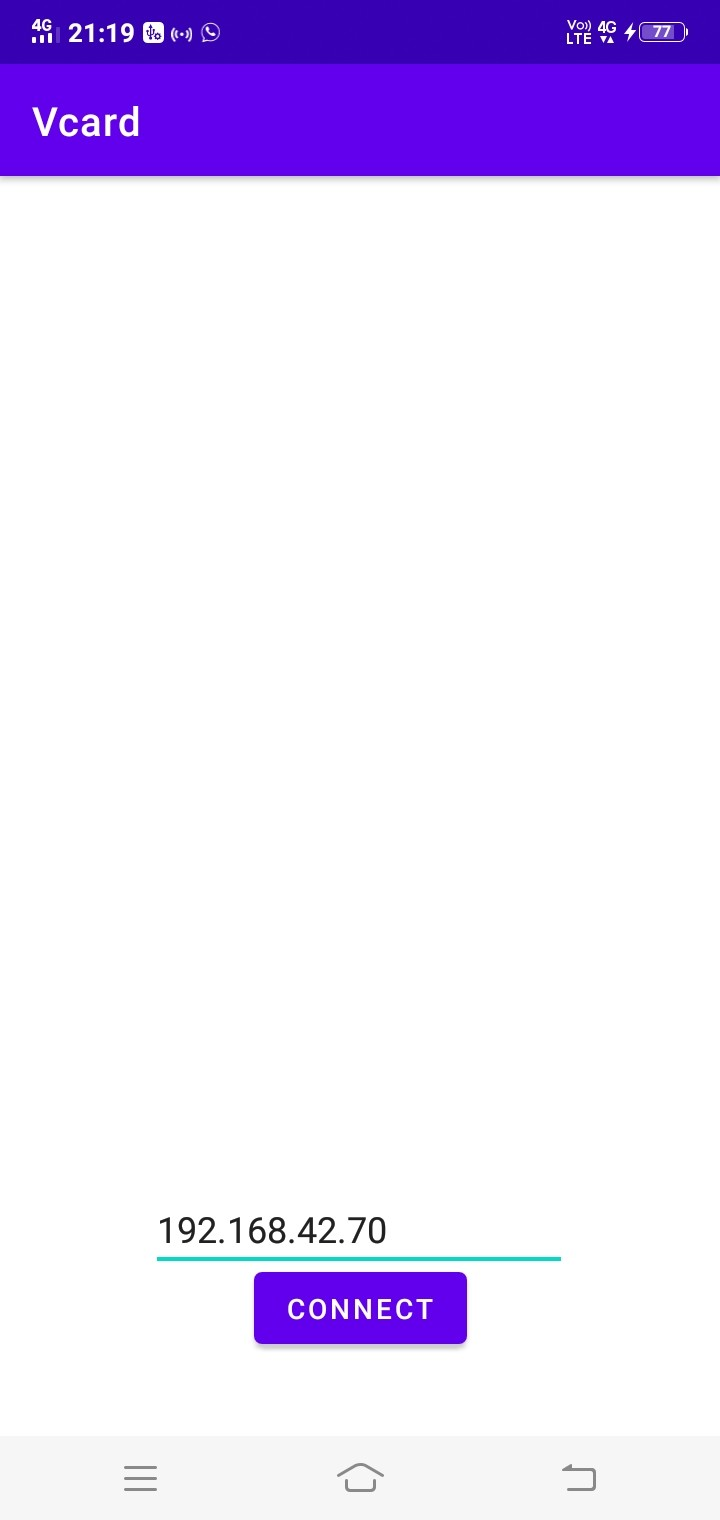 4G 21:19 Vo)) LTE 4G 77
Vcard
192.168.42.70
CONNECT